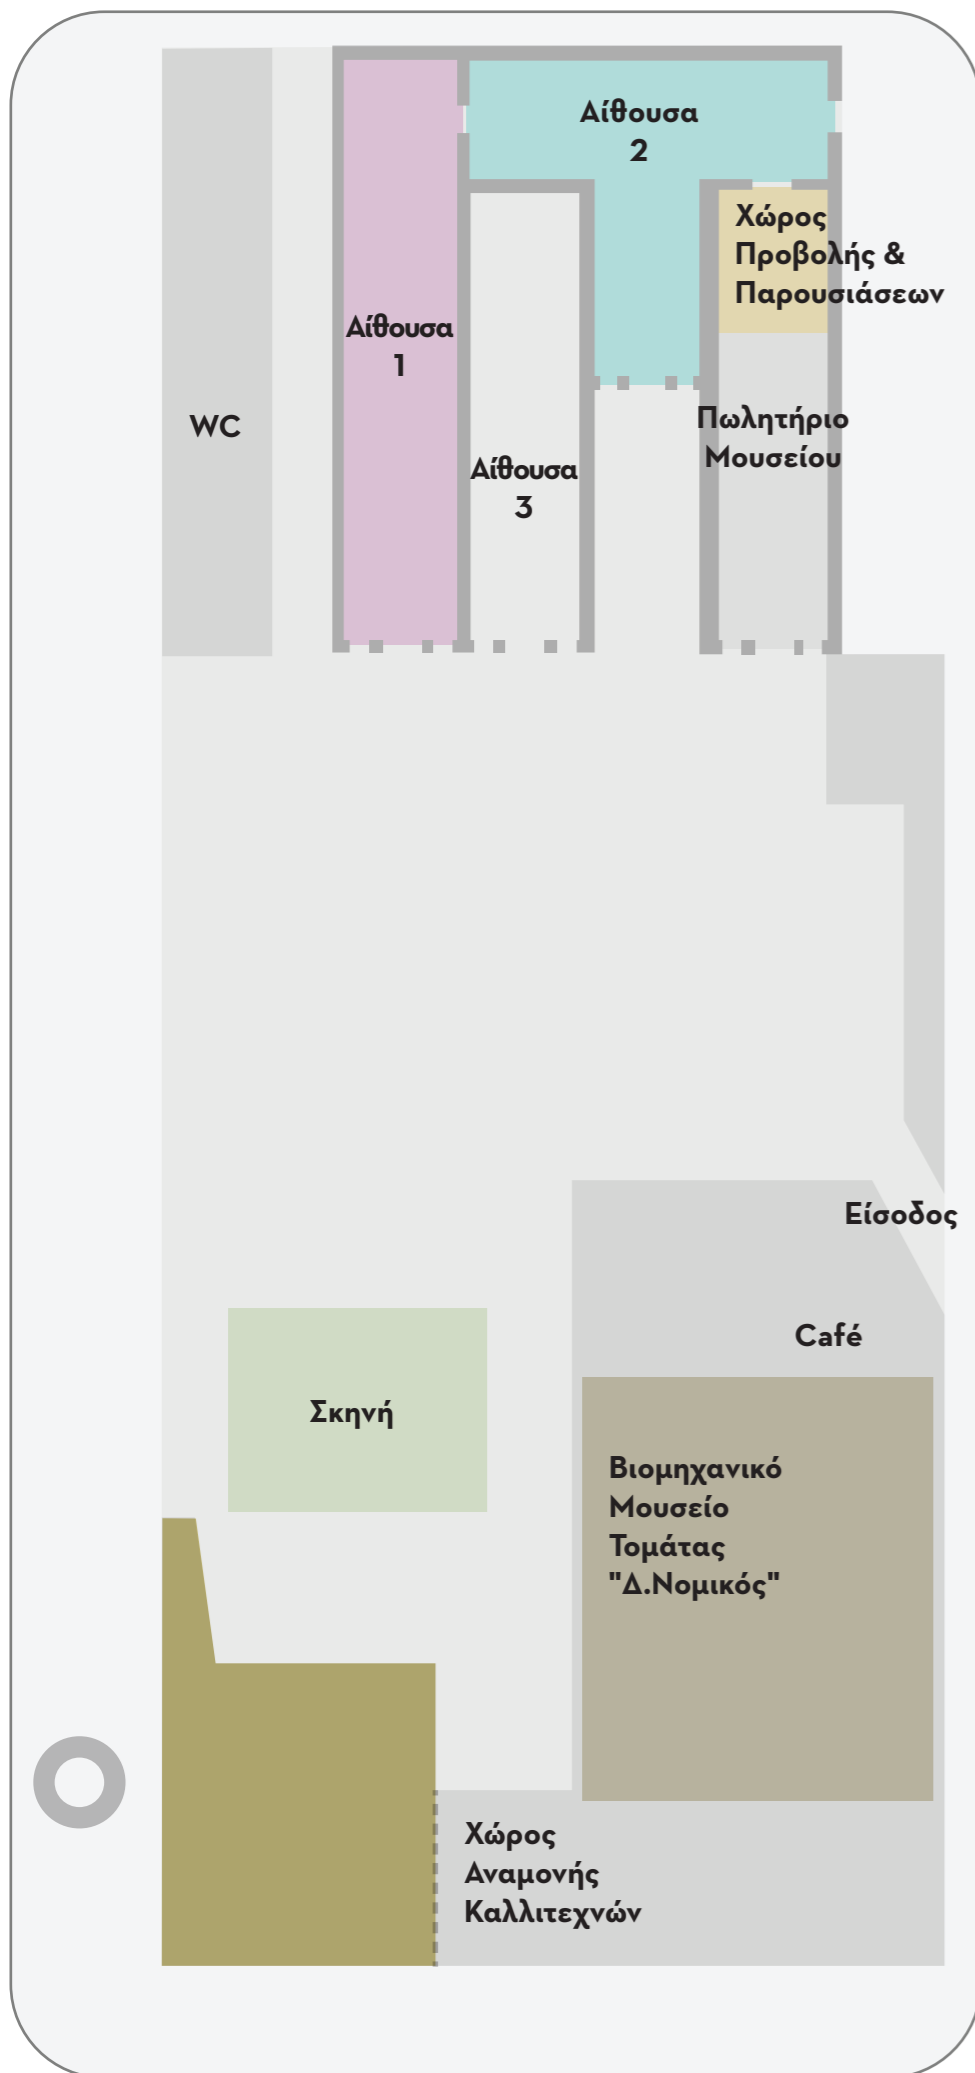 Αίθουσα
2
Χώρος
Προβολής &
Παρουσιάσεων
Αίθουσα
1
WC
Πωλητήριο
Μουσείου
Αίθουσα
3
Είσοδος
Café
Σκηνή
Βιομηχανικό
Μουσείο
Τομάτας
"Δ.Νομικός"
Χώρος
Αναμονής
Καλλιτεχνών